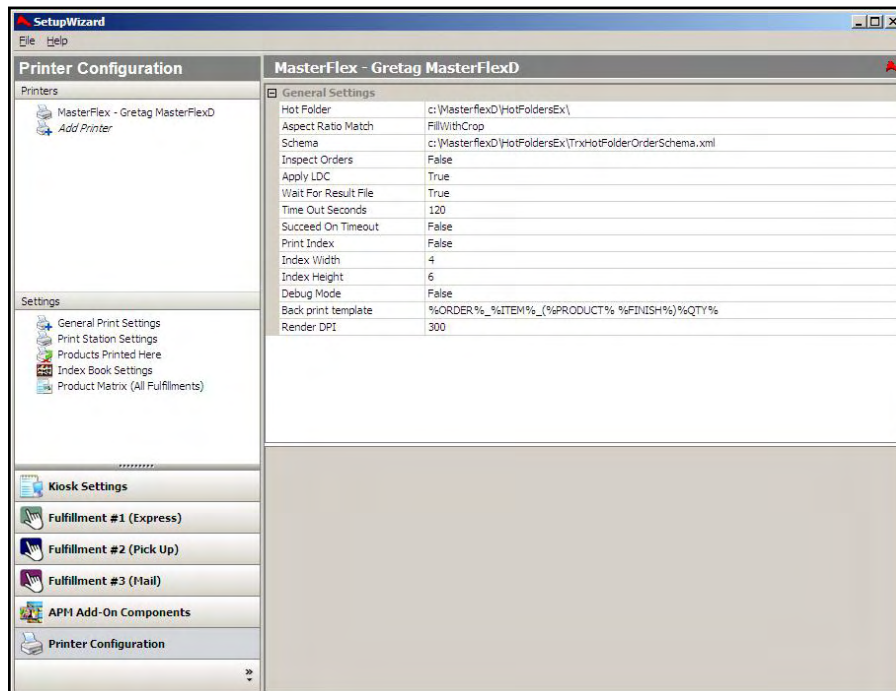 SetupWizard
File Help
Printer Configuration
Printers
MasterFlex - Gretag MasterFlexD
Add Printer
Settings
General Print Settings
Print Station Settings
Products Printed Here
Index Book Settings
Product Matrix (All Fulfillments)
Kiosk Settings
Fulfillment #1 (Express)
Fulfillment #2 (Pick Up)
Fulfillment #3 (Mail)
APM Add-On Components
Printer Configuration
MasterFlex - Gretag MasterFlexD
General Settings
Hot Folder c:\MasterflexD\HotFoldersEx\
Aspect Ratio Match FillWithCrop
Schema c:\MasterflexD\HotFoldersEx\TrxHotFolderOrderSchema.xml
Inspect Orders False
Apply LDC True
Wait For Result File True
Time Out Seconds 120
Succeed On Timeout False
Print Index False
Index Width 4
Index Height 6
Debug Mode False
Back print template %ORDER%_%ITEM%_(%PRODUCT% %FINISH%)%QTY%
Render DPI 300